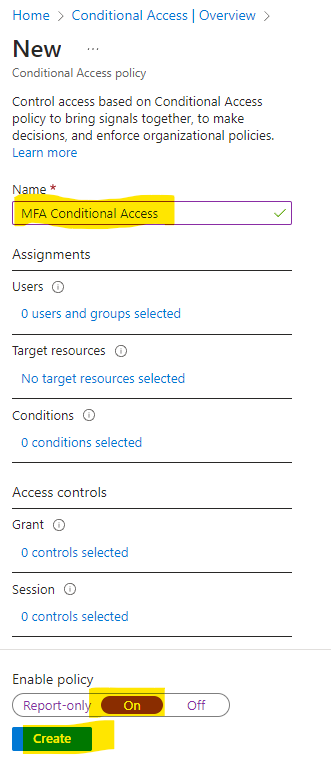 Home > Conditional Access | Overview >
New ...
Conditional Access policy
Control access based on Conditional Access
policy to bring signals together, to make
decisions, and enforce organizational policies.
Learn more
Name *
MFA Conditional Access
Assignments
Users
0 users and groups selected
Target resources
No target resources selected
Conditions
0 conditions selected
Access controls
Grant
0 controls selected
Session
0 controls selected
Enable policy
Report-only On Off
Create